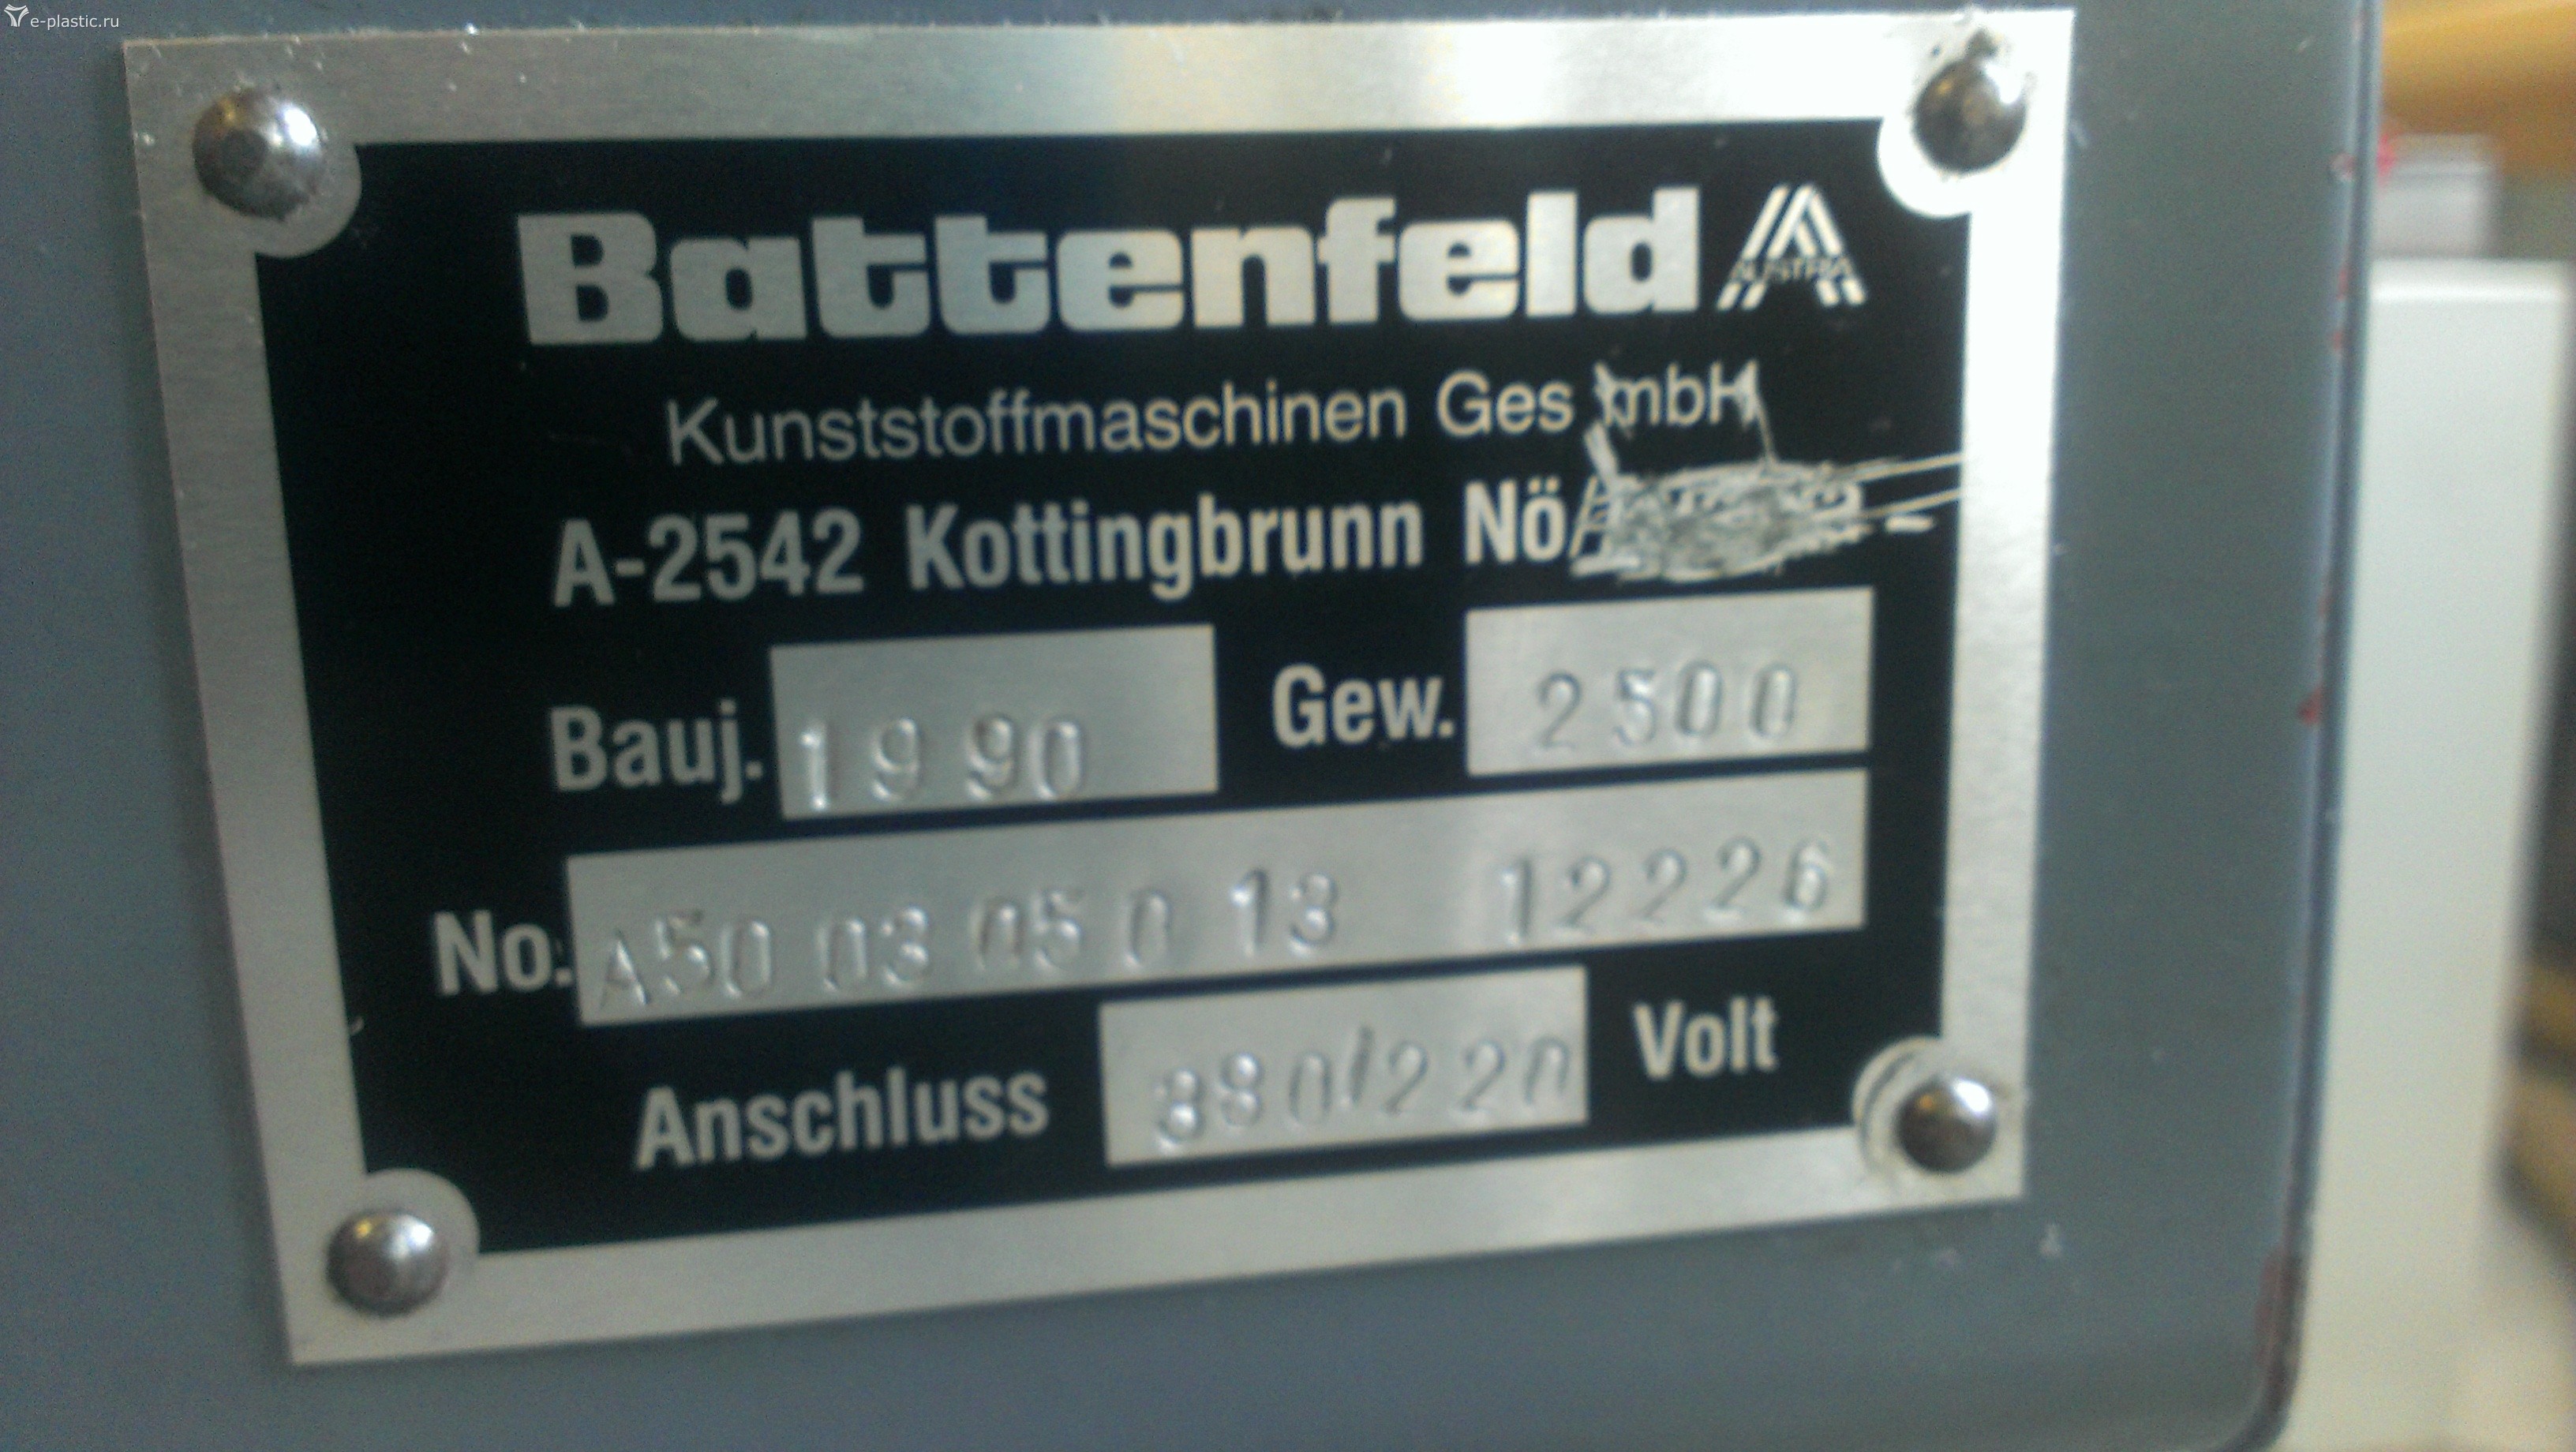 e-plastic.ru
Battenfeld AUSTRIA
Kunststoffmaschinen Ges mbH
A-2542 Kottingbrunn NÖ
Bauj. 1990 Gew. 2500
No: A50 03 05 0 13 12226
Anschluss 380/220 Volt